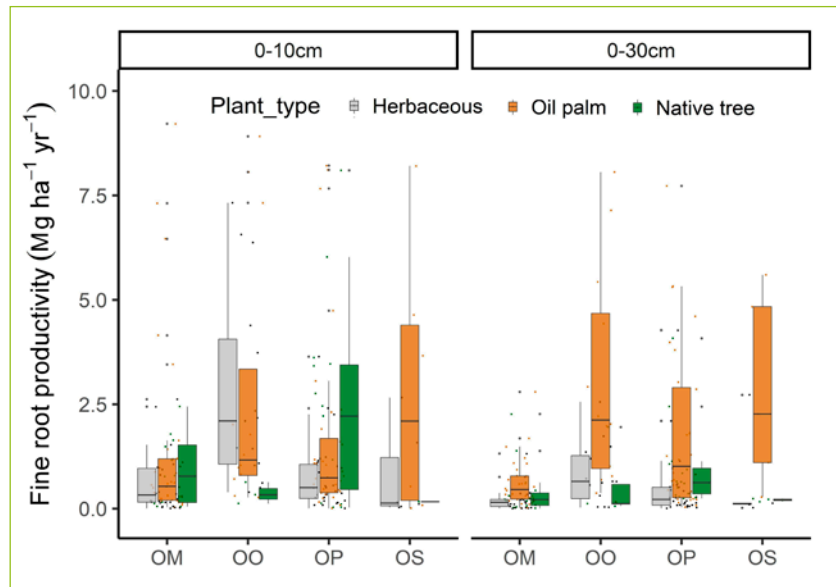 0-10cm
0-30cm
Plant_type Herbaceous Oil palm Native tree
Fine root productivity (Mg ha⁻¹ yr⁻¹)
10.0
7.5
5.0
2.5
0.0
OM OO OP OS OM OO OP OS